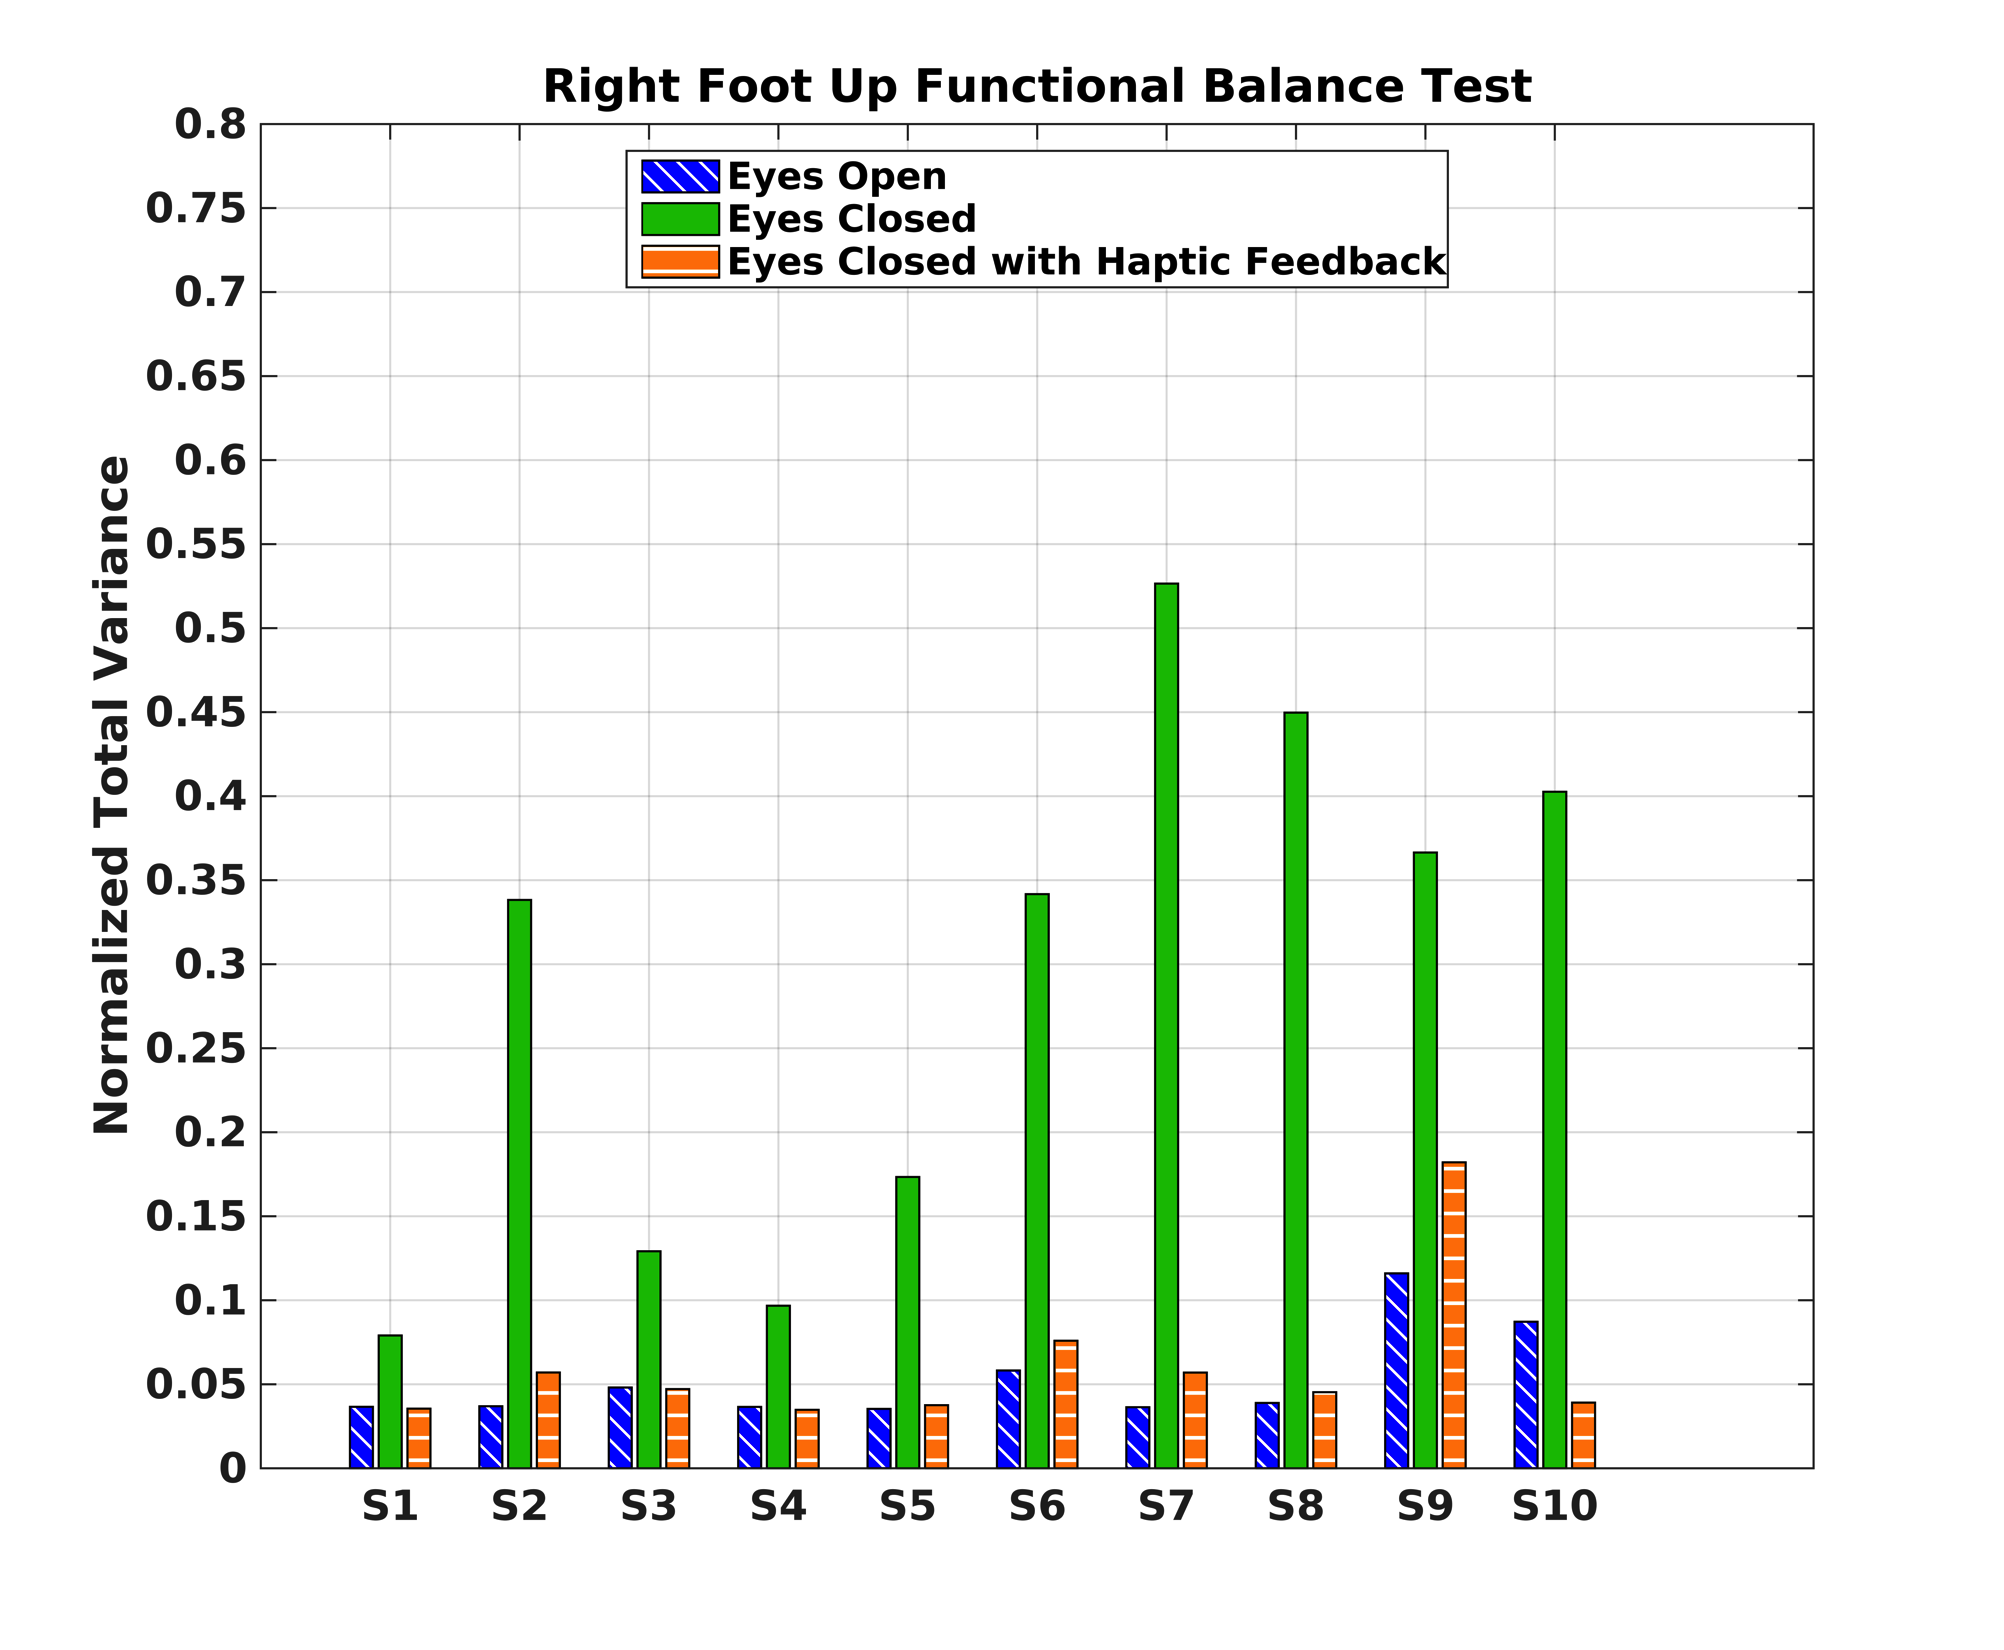 Right Foot Up Functional Balance Test
Eyes Open
Eyes Closed
Eyes Closed with Haptic Feedback
Normalized Total Variance
0.8
0.75
0.7
0.65
0.6
0.55
0.5
0.45
0.4
0.35
0.3
0.25
0.2
0.15
0.1
0.05
0
S1 S2 S3 S4 S5 S6 S7 S8 S9 S10